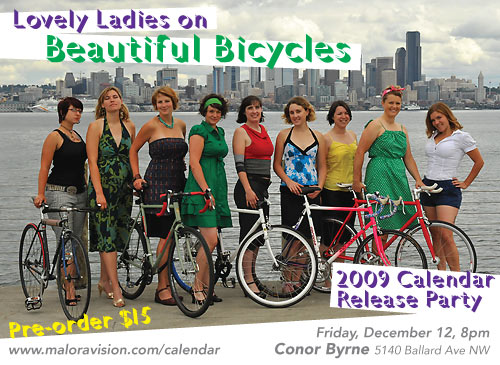 Lovely Ladies on
Beautiful Bicycles
2009 Calendar
Release Party
Pre-order $15
Friday, December 12, 8pm
www.maloravision.com/calendar
Conor Byrne 5140 Ballard Ave NW